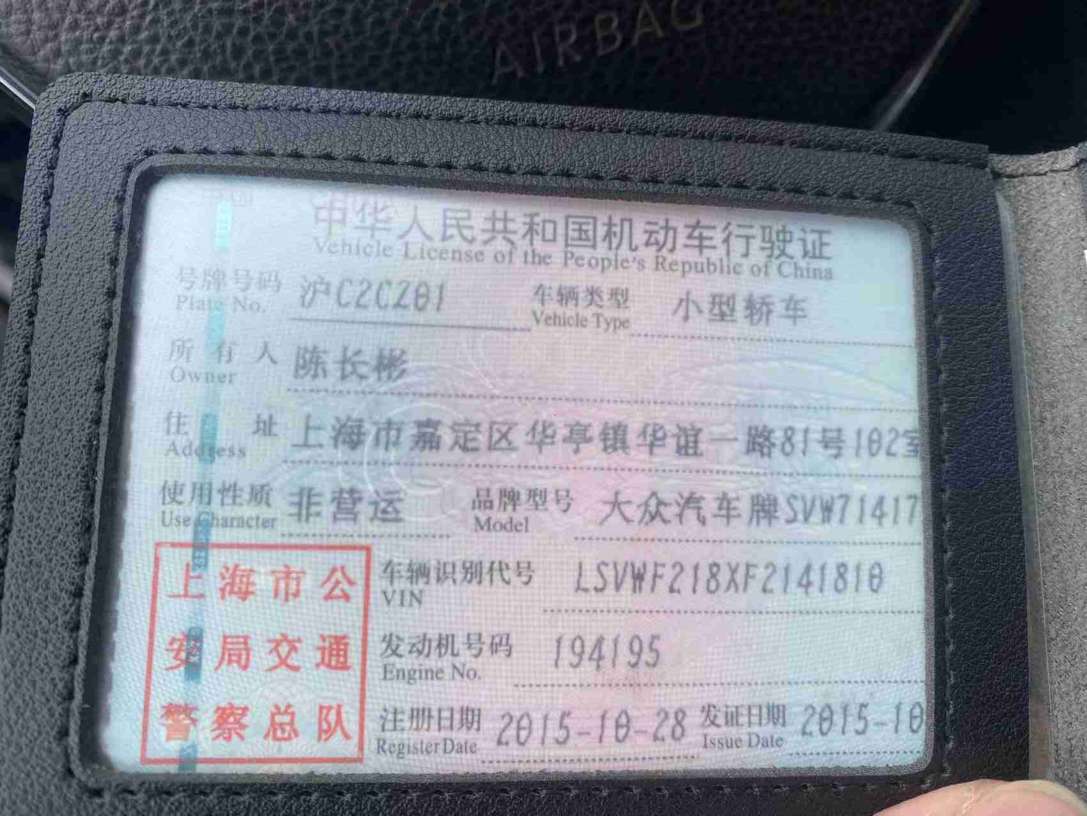 AIRBAG
中华人民共和国机动车行驶证
Vehicle License of the People's Republic of China
号牌号码 沪C2CZ01 车辆类型 小型轿车
Plate No. Vehicle Type
所有人 陈长彬
Owner
住址 上海市嘉定区华亭镇华谊一路81号102室
Address
使用性质 非营运 品牌型号 大众汽车牌SVW71417
Use Character Model
上海市公
安局交通
警察总队
车辆识别代号 LSVWF218XF2141810
VIN
发动机号码 194195
Engine No.
注册日期 2015-10-28 发证日期 2015-10
Register Date Issue Date